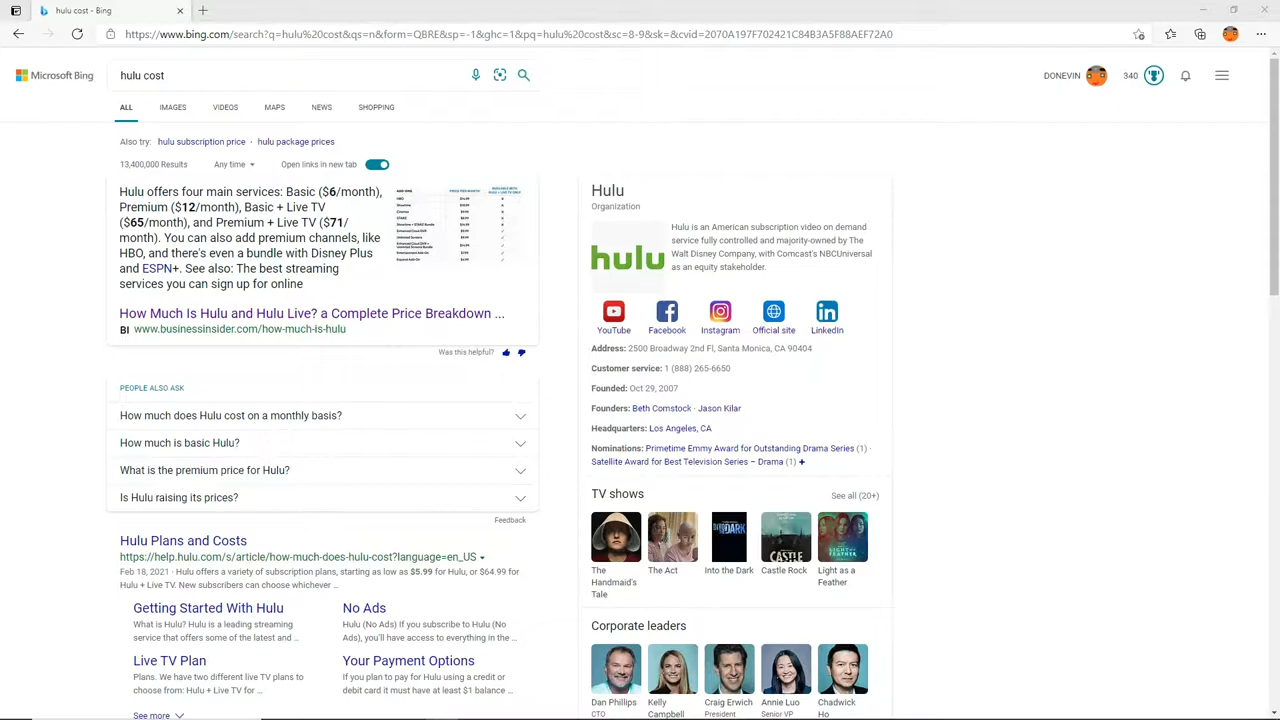 hulu cost - Bing
https://www.bing.com/search?q=hulu%20cost&qs=n&form=QBRE&sp=-1&ghc=1&pq=hulu%20cost&sc=8-9&sk=&cvid=2070A197F702421C84B3A5F88AEF72A0
Microsoft Bing
hulu cost
DONEVIN
340
ALL IMAGES VIDEOS MAPS NEWS SHOPPING
Also try: hulu subscription price · hulu package prices
13,400,000 Results Any time Open links in new tab
Hulu offers four main services: Basic ($6/month),
Premium ($12/month), Basic + Live TV
($65/month), and Premium + Live TV ($71/
month). You can also add premium channels, like
HBO, and there's even a bundle with Disney Plus
and ESPN+. See also: The best streaming
services you can sign up for online
How Much Is Hulu and Hulu Live? a Complete Price Breakdown ...
BI www.businessinsider.com/how-much-is-hulu
Was this helpful?
PEOPLE ALSO ASK
How much does Hulu cost on a monthly basis?
How much is basic Hulu?
What is the premium price for Hulu?
Is Hulu raising its prices?
Feedback
Hulu Plans and Costs
https://help.hulu.com/s/article/how-much-does-hulu-cost?language=en_US
Feb 18, 2021 · Hulu offers a variety of subscription plans, starting as low as $5.99 for Hulu, or $64.99 for
Hulu + Live TV. New subscribers can choose whichever ...
Getting Started With Hulu
What is Hulu? Hulu is a leading streaming
service that offers some of the latest and ...
No Ads
Hulu (No Ads) If you subscribe to Hulu (No
Ads), you'll have access to everything in the ...
Live TV Plan
Plans. We have two different live TV plans to
choose from: Hulu + Live TV for ...
Your Payment Options
If you plan to pay for Hulu using a credit or
debit card it must have at least $1 balance ...
See more
Hulu
Organization
hulu
Hulu is an American subscription video on demand
service fully controlled and majority-owned by The
Walt Disney Company, with Comcast's NBCUniversal
as an equity stakeholder.
YouTube Facebook Instagram Official site LinkedIn
Address: 2500 Broadway 2nd Fl, Santa Monica, CA 90404
Customer service: 1 (888) 265-6650
Founded: Oct 29, 2007
Founders: Beth Comstock · Jason Kilar
Headquarters: Los Angeles, CA
Nominations: Primetime Emmy Award for Outstanding Drama Series (1) ·
Satellite Award for Best Television Series – Drama (1) +
TV shows
See all (20+)
The
Handmaid's
Tale
The Act
Into the Dark
Castle Rock
Light as a
Feather
Corporate leaders
Dan Phillips
CTO
Kelly
Campbell
Craig Erwich
President
Annie Luo
Senior VP
Chadwick
Ho